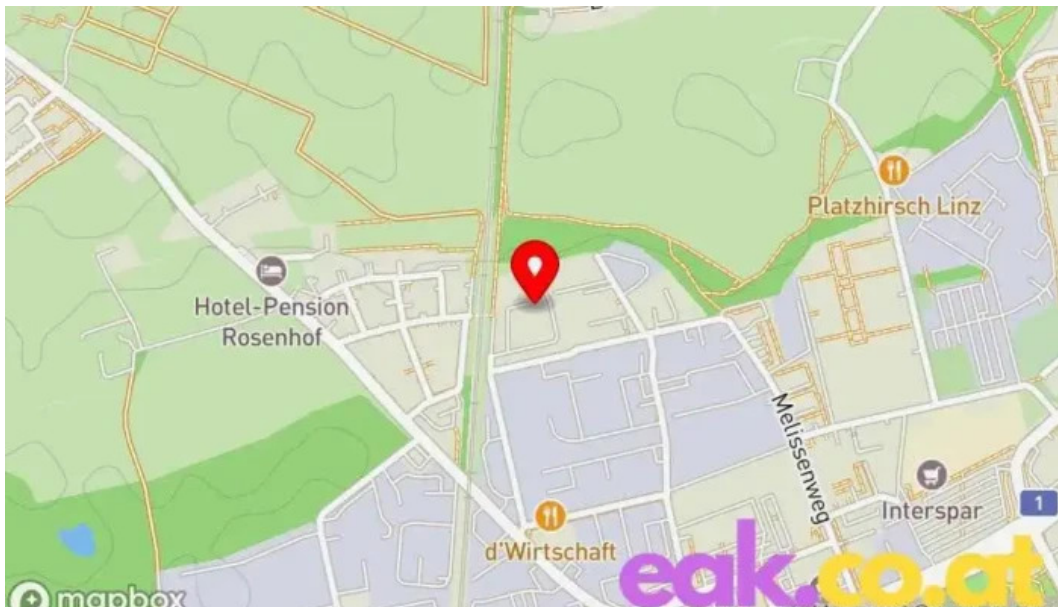 Platzhirsch Linz
Hotel-Pension
Rosenhof
Melissenweg
Interspar
1
d'Wirtschaft
eak.co.at
mapbox